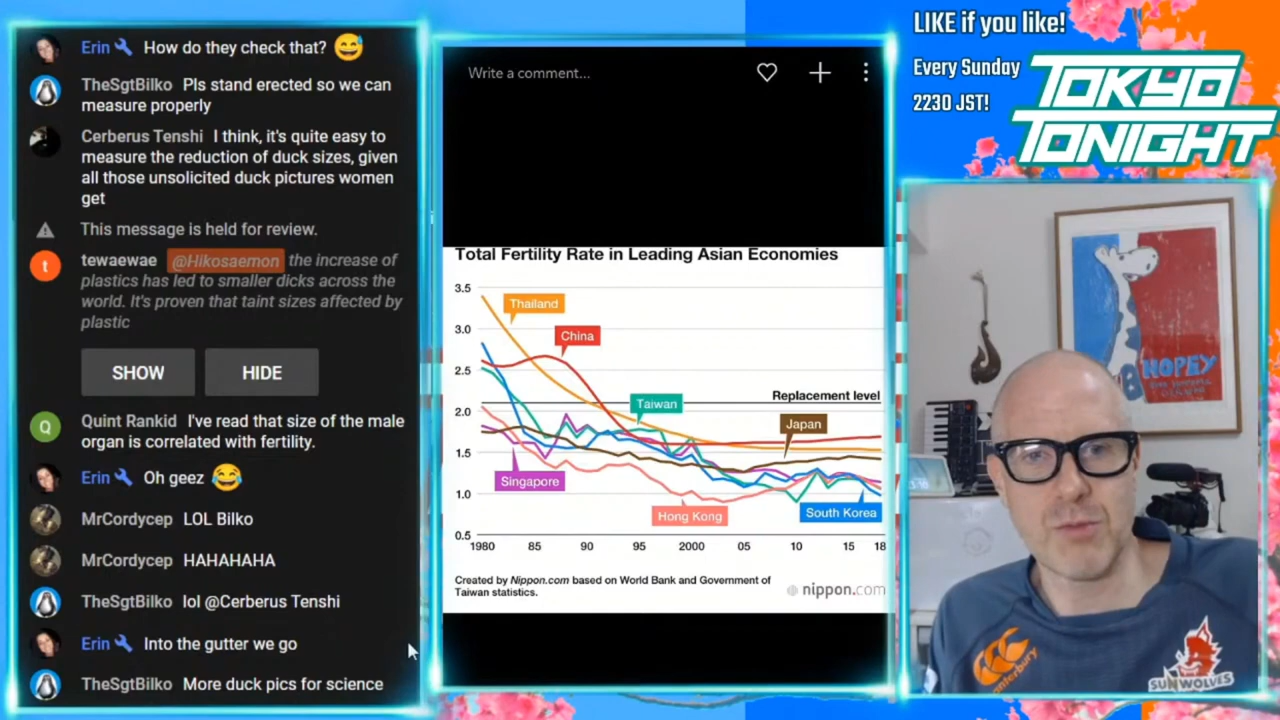 Erin How do they check that? 😅
TheSgtBilko Pls stand erected so we can
measure properly
Cerberus Tenshi I think, it's quite easy to
measure the reduction of duck sizes, given
all those unsolicited duck pictures women
get
This message is held for review.
tewaewae @Hikosaemon the increase of
plastics has led to smaller dicks across the
world. It's proven that taint sizes affected by
plastic
SHOW HIDE
Quint Rankid I've read that size of the male
organ is correlated with fertility.
Erin Oh geez 😂
MrCordycep LOL Bilko
MrCordycep HAHAHAHA
TheSgtBilko lol @Cerberus Tenshi
Erin Into the gutter we go
TheSgtBilko More duck pics for science
t
Q
Write a comment...
Total Fertility Rate in Leading Asian Economies
3.5
3.0
2.5
2.0
1.5
1.0
0.5
Thailand
China
Replacement level
Taiwan
Japan
Singapore
Hong Kong
South Korea
1980 85 90 95 2000 05 10 15 18
Created by Nippon.com based on World Bank and Government of
Taiwan statistics.
nippon.com
LIKE if you like!
Every Sunday
2230 JST!
TOKYO
TONIGHT
NOPEY
canterbury
SUNWOLVES